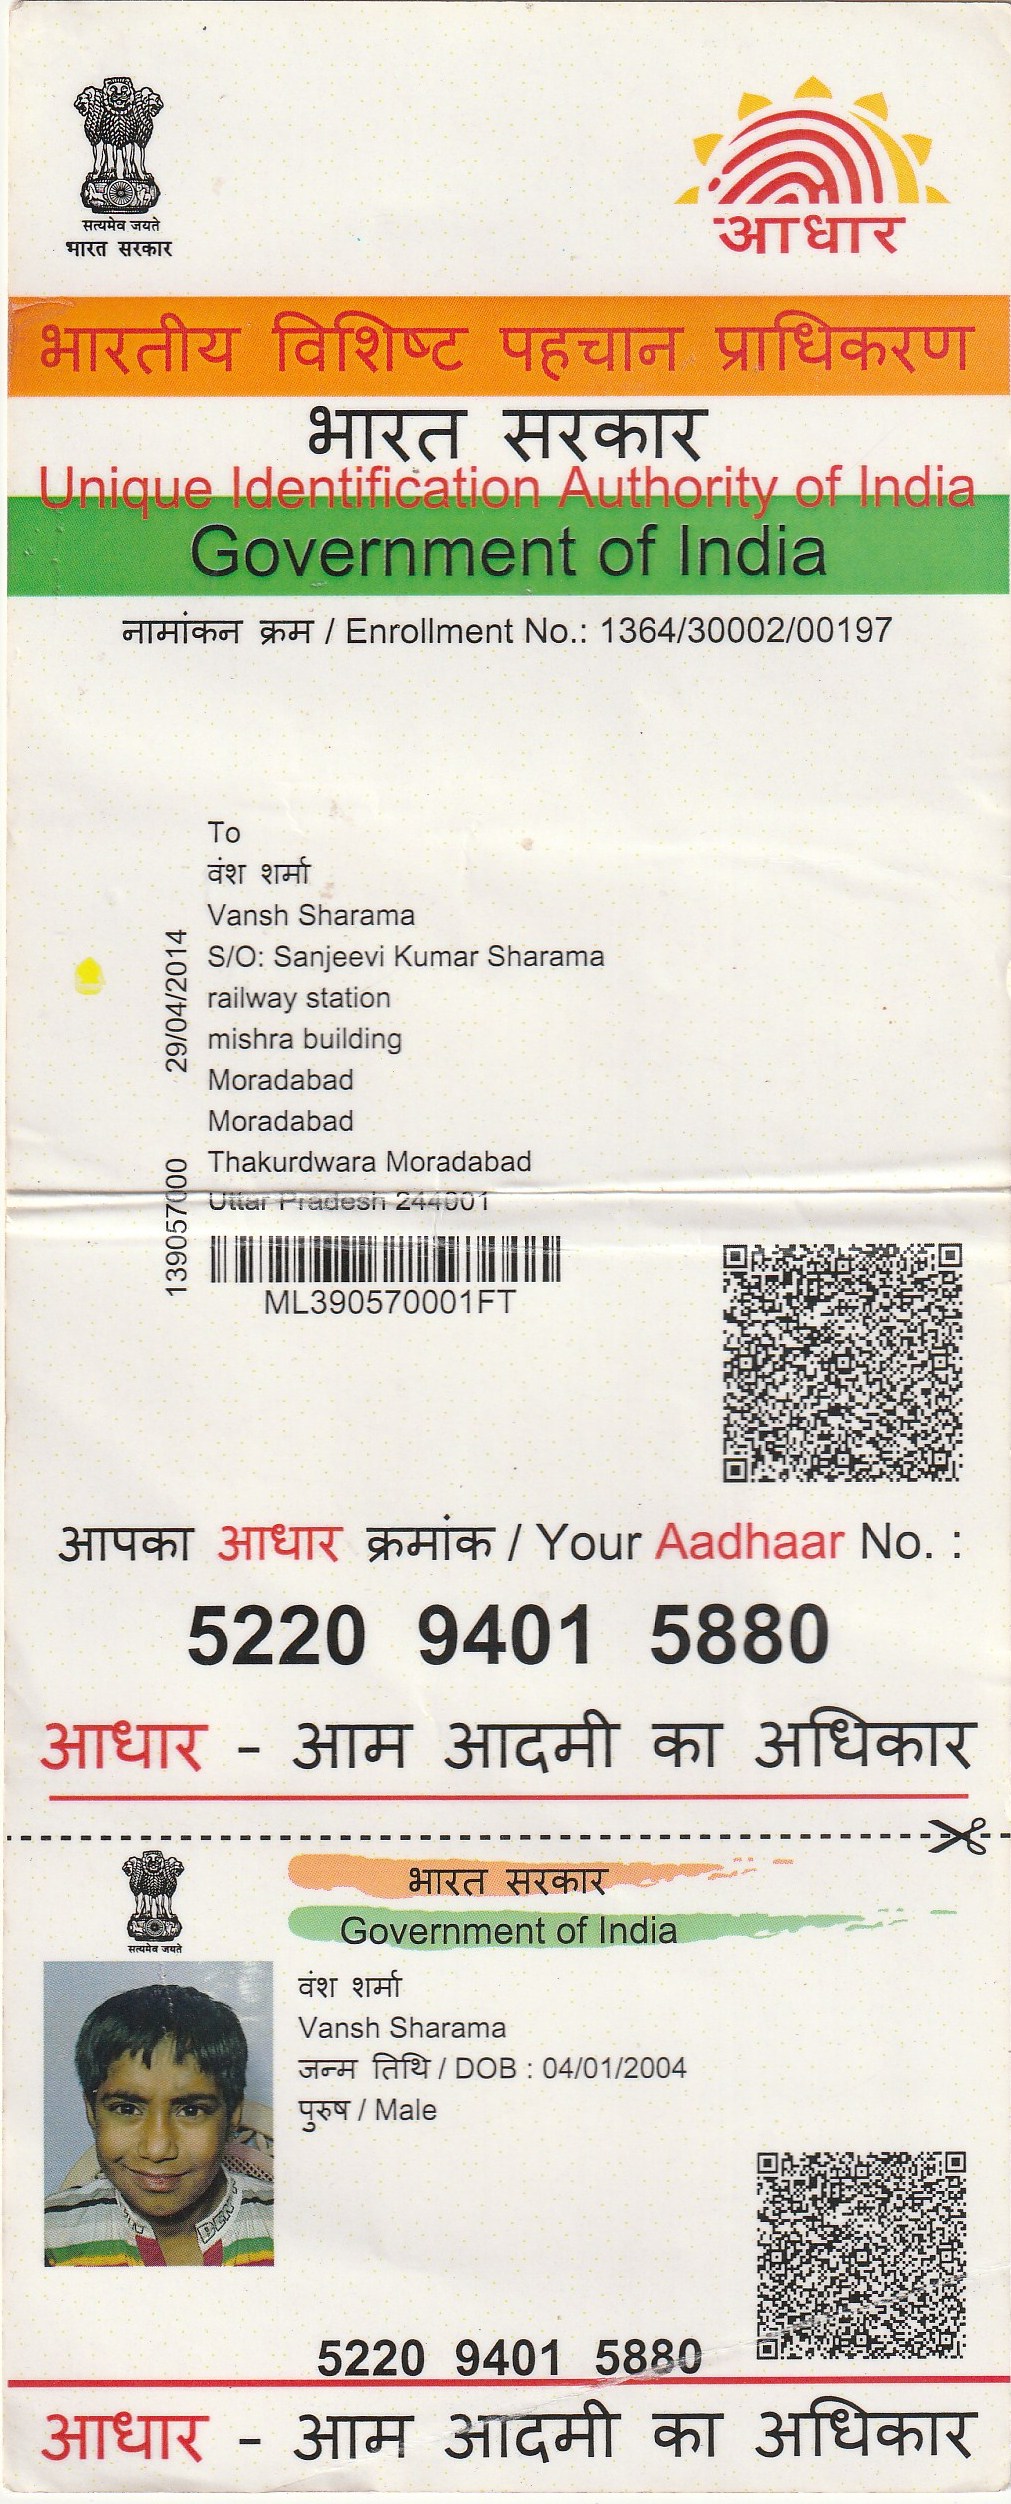 सत्यमेव जयते
भारत सरकार
आधार
भारतीय विशिष्ट पहचान प्राधिकरण
भारत सरकार
Unique Identification Authority of India
Government of India
नामांकन क्रम / Enrollment No.: 1364/30002/00197
To
वंश शर्मा
Vansh Sharama
S/O: Sanjeevi Kumar Sharama
railway station
mishra building
Moradabad
Moradabad
Thakurdwara Moradabad
Uttar Pradesh 244001
29/04/2014
139057000
ML390570001FT
आपका आधार क्रमांक / Your Aadhaar No. :
5220 9401 5880
आधार - आम आदमी का अधिकार
सत्यमेव जयते
भारत सरकार
Government of India
वंश शर्मा
Vansh Sharama
जन्म तिथि / DOB : 04/01/2004
पुरुष / Male
5220 9401 5880
आधार - आम आदमी का अधिकार